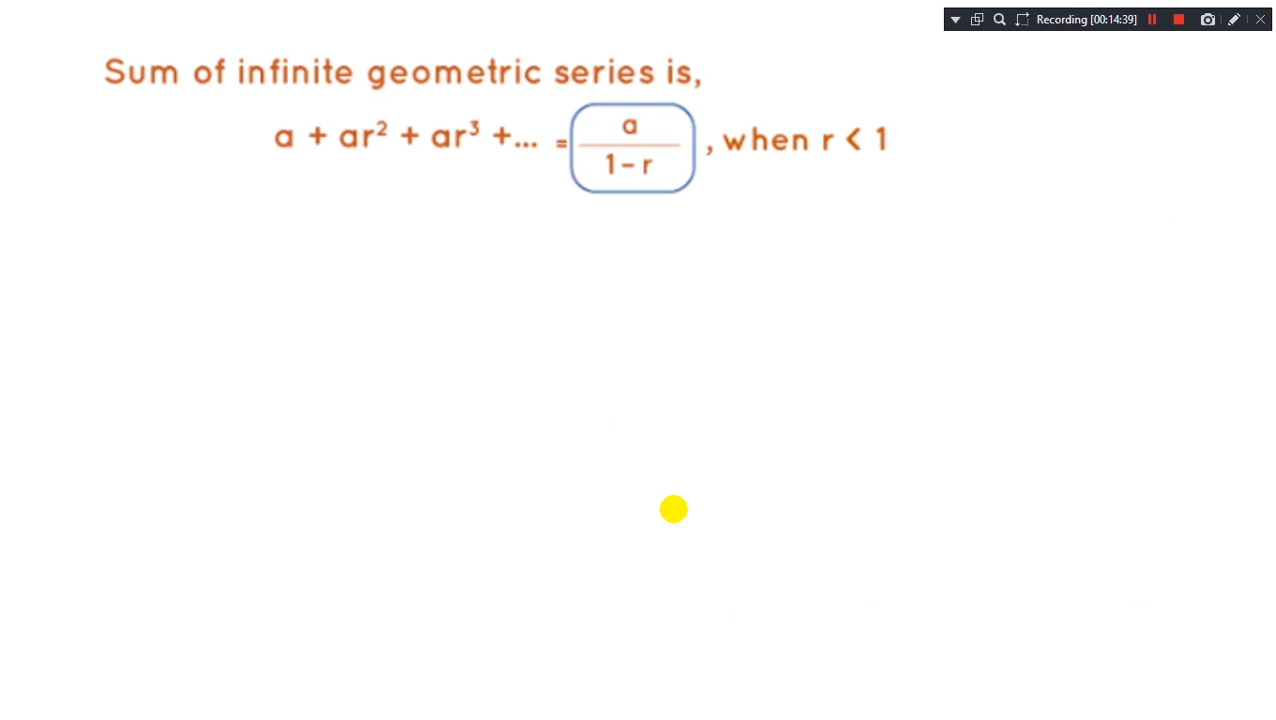 Recording [00:14:39]
Sum of infinite geometric series is,
a + ar² + ar³ +... = a / 1 – r , when r < 1